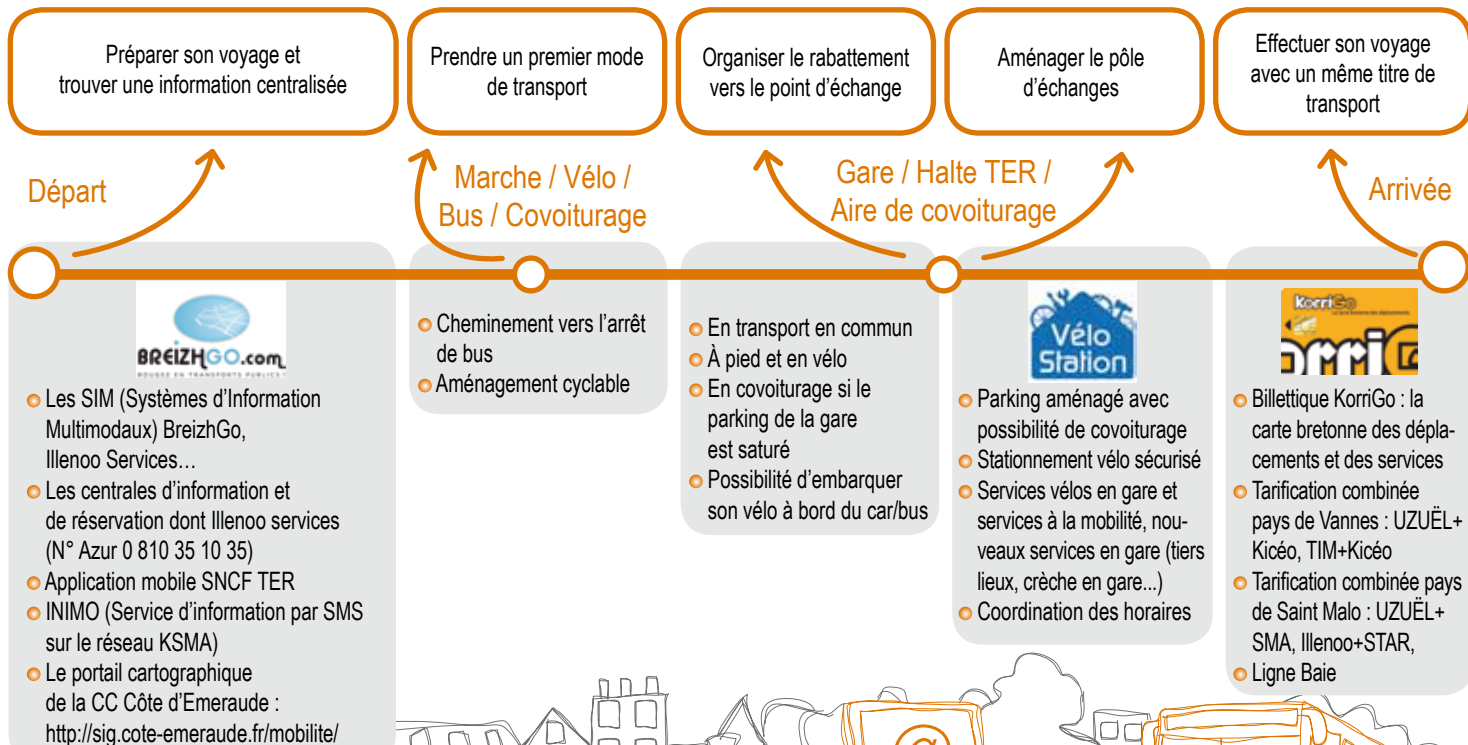 Préparer son voyage et
trouver une information centralisée
Prendre un premier mode
de transport
Organiser le rabattement
vers le point d'échange
Aménager le pôle
d'échanges
Effectuer son voyage
avec un même titre de
transport
Départ
Marche / Vélo /
Bus / Covoiturage
Gare / Halte TER /
Aire de covoiturage
Arrivée
BREIZHGO.com
BOUGEZ EN TRANSPORTS PUBLICS !
Les SIM (Systèmes d'Information
Multimodaux) BreizhGo,
Illenoo Services…
Les centrales d'information et
de réservation dont Illenoo services
(N° Azur 0 810 35 10 35)
Application mobile SNCF TER
INIMO (Service d'information par SMS
sur le réseau KSMA)
Le portail cartographique
de la CC Côte d'Emeraude :
http://sig.cote-emeraude.fr/mobilite/
Cheminement vers l'arrêt
de bus
Aménagement cyclable
En transport en commun
À pied et en vélo
En covoiturage si le
parking de la gare
est saturé
Possibilité d'embarquer
son vélo à bord du car/bus
Vélo
Station
Parking aménagé avec
possibilité de covoiturage
Stationnement vélo sécurisé
Services vélos en gare et
services à la mobilité, nou-
veaux services en gare (tiers
lieux, crèche en gare...)
Coordination des horaires
KorriGo
orriG
Billettique KorriGo : la
carte bretonne des dépla-
cements et des services
Tarification combinée
pays de Vannes : UZUËL+
Kicéo, TIM+Kicéo
Tarification combinée pays
de Saint Malo : UZUËL+
SMA, Illenoo+STAR,
Ligne Baie
@